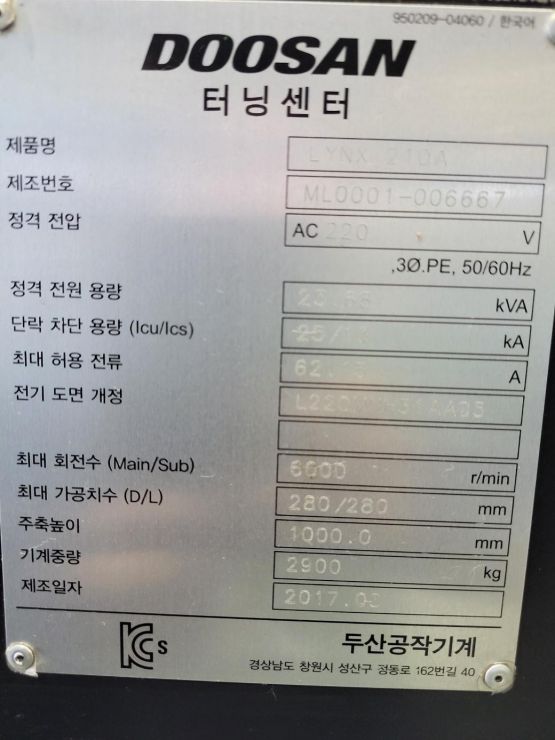 950209-04060 / 한국어
DOOSAN
터닝센터
제품명 LYNX 210A
제조번호 ML0001-006667
정격 전압 AC 220 V
,3Ø.PE, 50/60Hz
정격 전원 용량 kVA
단락 차단 용량 (Icu/Ics) kA
최대 허용 전류 A
전기 도면 개정
최대 회전수 (Main/Sub) 6000 r/min
최대 가공치수 (D/L) 280/280 mm
주축높이 1000.0 mm
기계중량 2900 kg
제조일자
KCs
두산공작기계
경상남도 창원시 성산구 정동로 162번길 40